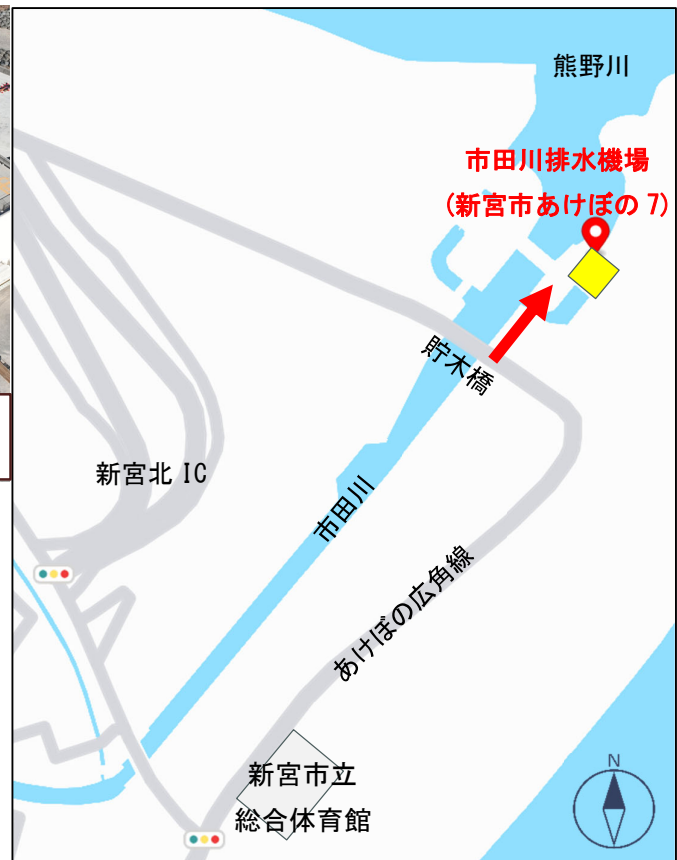 熊野川
市田川排水機場
(新宮市あけぼの 7)
貯木橋
新宮北 IC
市田川
あけぼの広角線
新宮市立
総合体育館
N